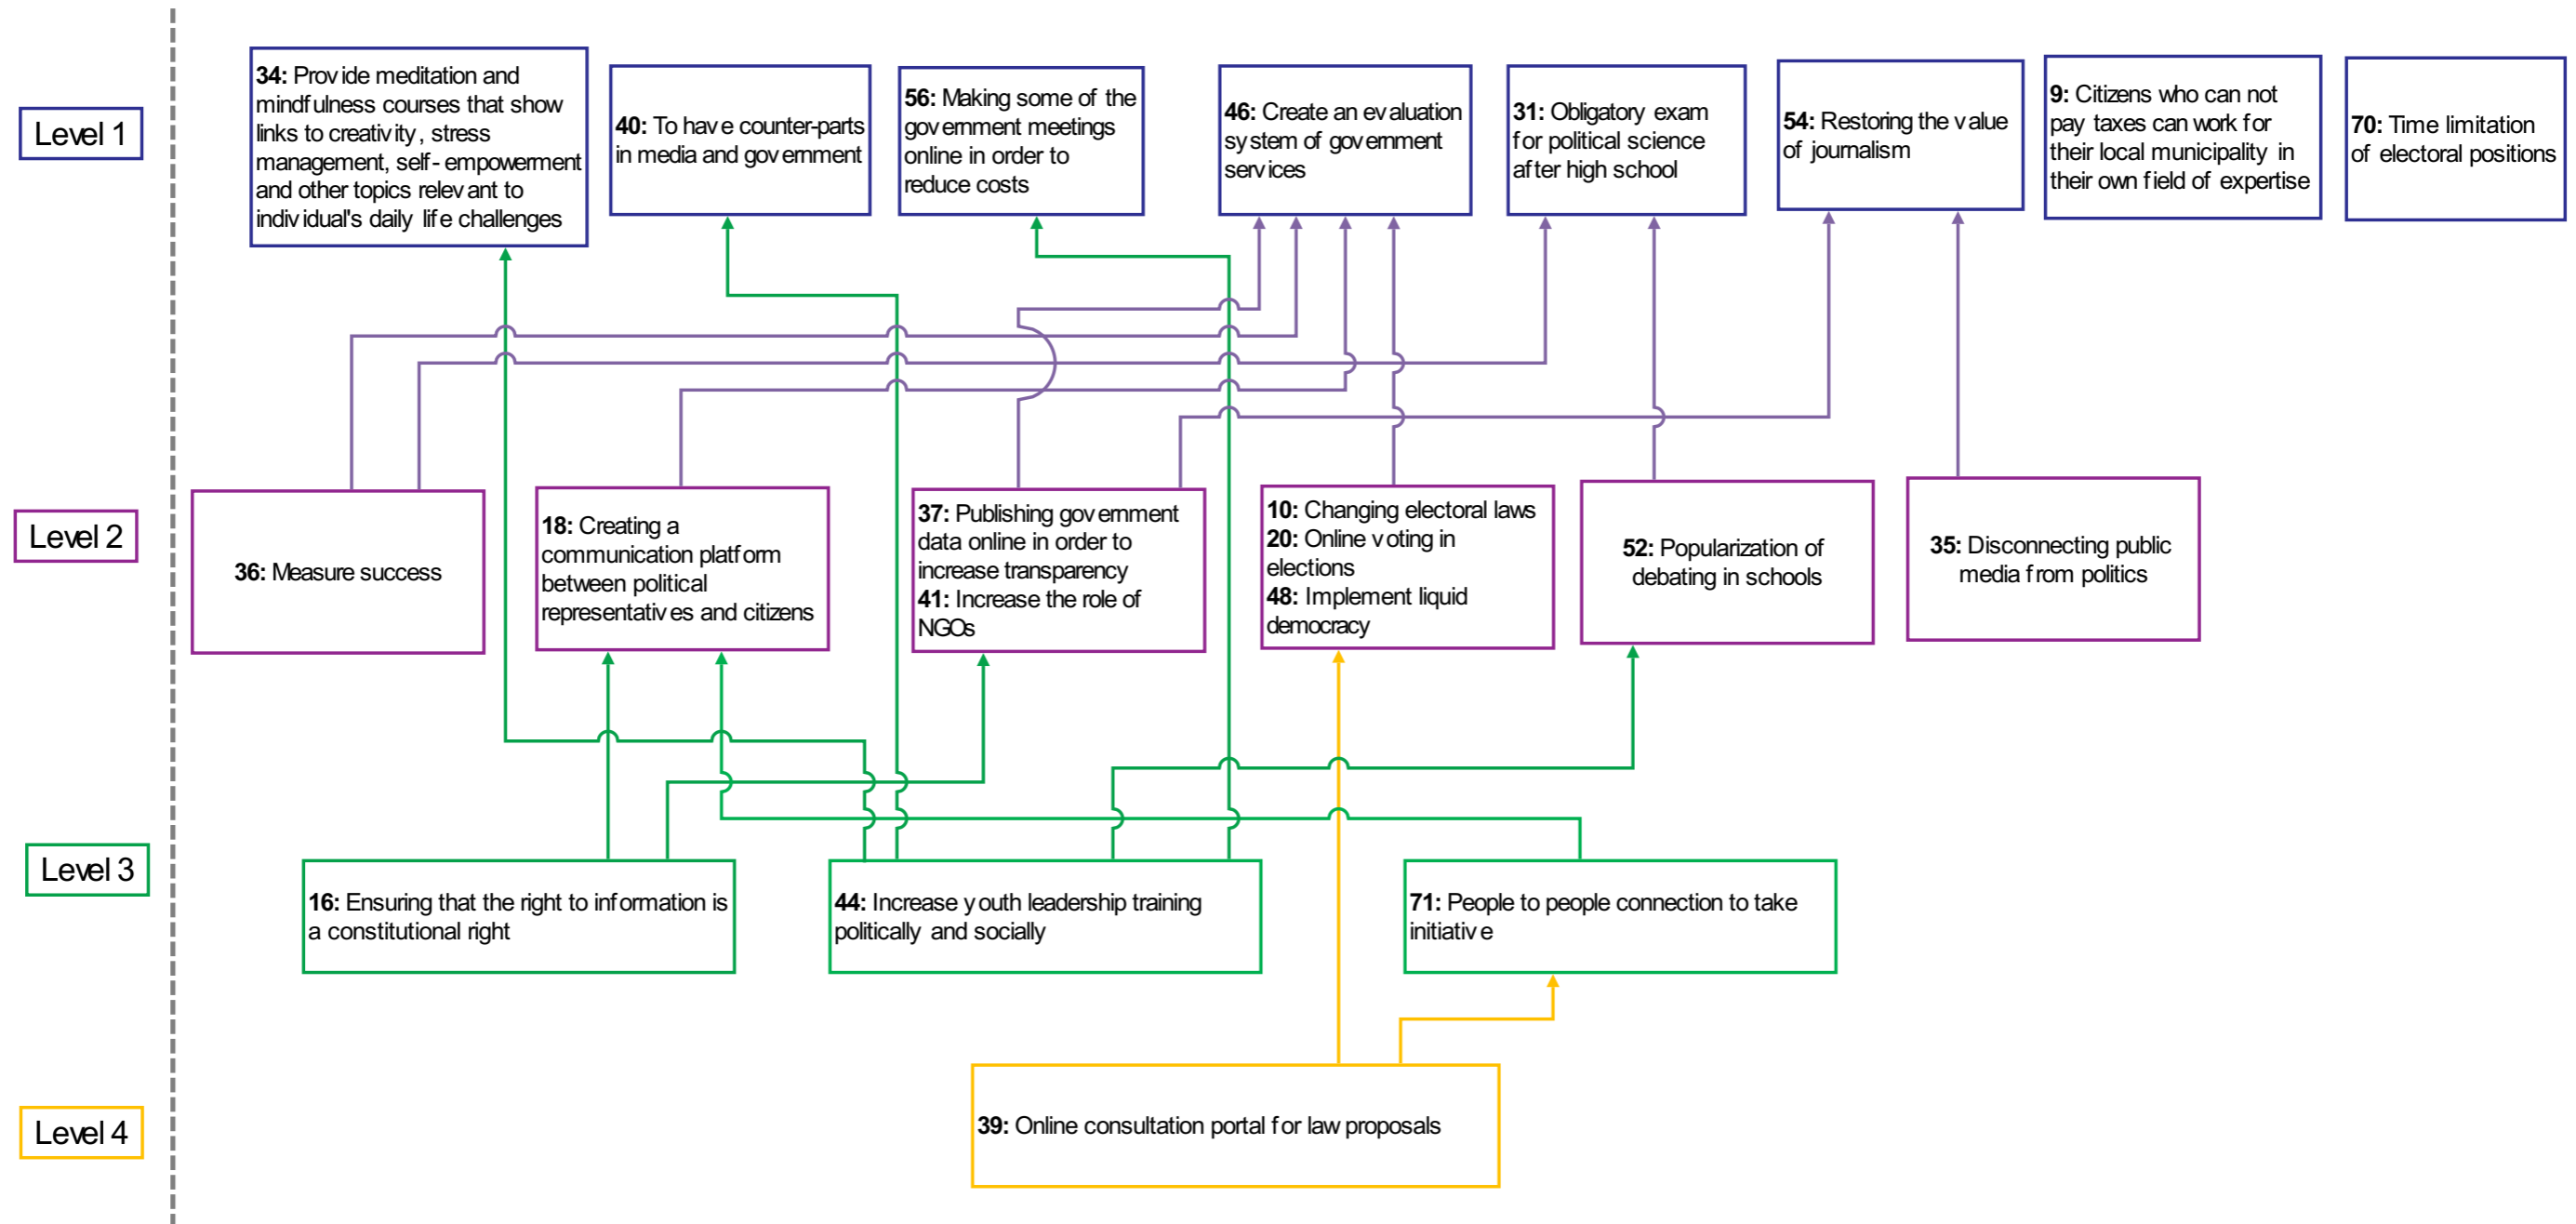 Level 1
34: Provide meditation and
mindfulness courses that show
links to creativity, stress
management, self-empowerment
and other topics relevant to
individual's daily life challenges
40: To have counter-parts
in media and government
56: Making some of the
government meetings
online in order to
reduce costs
46: Create an evaluation
system of government
services
31: Obligatory exam
for political science
after high school
54: Restoring the value
of journalism
9: Citizens who can not
pay taxes can work for
their local municipality in
their own field of expertise
70: Time limitation
of electoral positions
Level 2
36: Measure success
18: Creating a
communication platform
between political
representatives and citizens
37: Publishing government
data online in order to
increase transparency
41: Increase the role of
NGOs
10: Changing electoral laws
20: Online voting in
elections
48: Implement liquid
democracy
52: Popularization of
debating in schools
35: Disconnecting public
media from politics
Level 3
16: Ensuring that the right to information is
a constitutional right
44: Increase youth leadership training
politically and socially
71: People to people connection to take
initiative
Level 4
39: Online consultation portal for law proposals